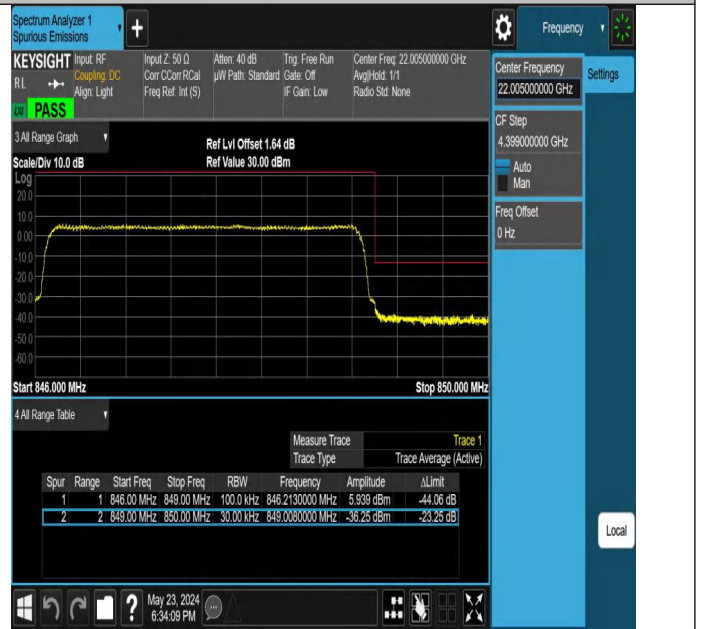 Spectrum Analyzer 1
Spurious Emissions
+
Frequency
KEYSIGHT Input: RF Input Z: 50 Ω Atten: 40 dB Trig: Free Run Center Freq: 22.005000000 GHz
RL Coupling: DC Corr CCorr RCal µW Path: Standard Gate: Off Avg|Hold: 1/1
Align: Light Freq Ref: Int (S) IF Gain: Low Radio Std: None
LXI PASS
Center Frequency
22.005000000 GHz
Settings
CF Step
4.399000000 GHz
Auto
Man
Freq Offset
0 Hz
3 All Range Graph
Ref Lvl Offset 1.64 dB
Scale/Div 10.0 dB Ref Value 30.00 dBm
Log
20.0
10.0
0.00
-10.0
-20.0
-30.0
-40.0
-50.0
-60.0
Start 846.000 MHz Stop 850.000 MHz
4 All Range Table
Measure Trace Trace 1
Trace Type Trace Average (Active)
Spur Range Start Freq Stop Freq RBW Frequency Amplitude ΔLimit
1 1 846.00 MHz 849.00 MHz 100.0 kHz 846.2130000 MHz 5.939 dBm -44.06 dB
2 2 849.00 MHz 850.00 MHz 30.00 kHz 849.0080000 MHz -36.25 dBm -23.25 dB
Local
? May 23, 2024
6:34:09 PM